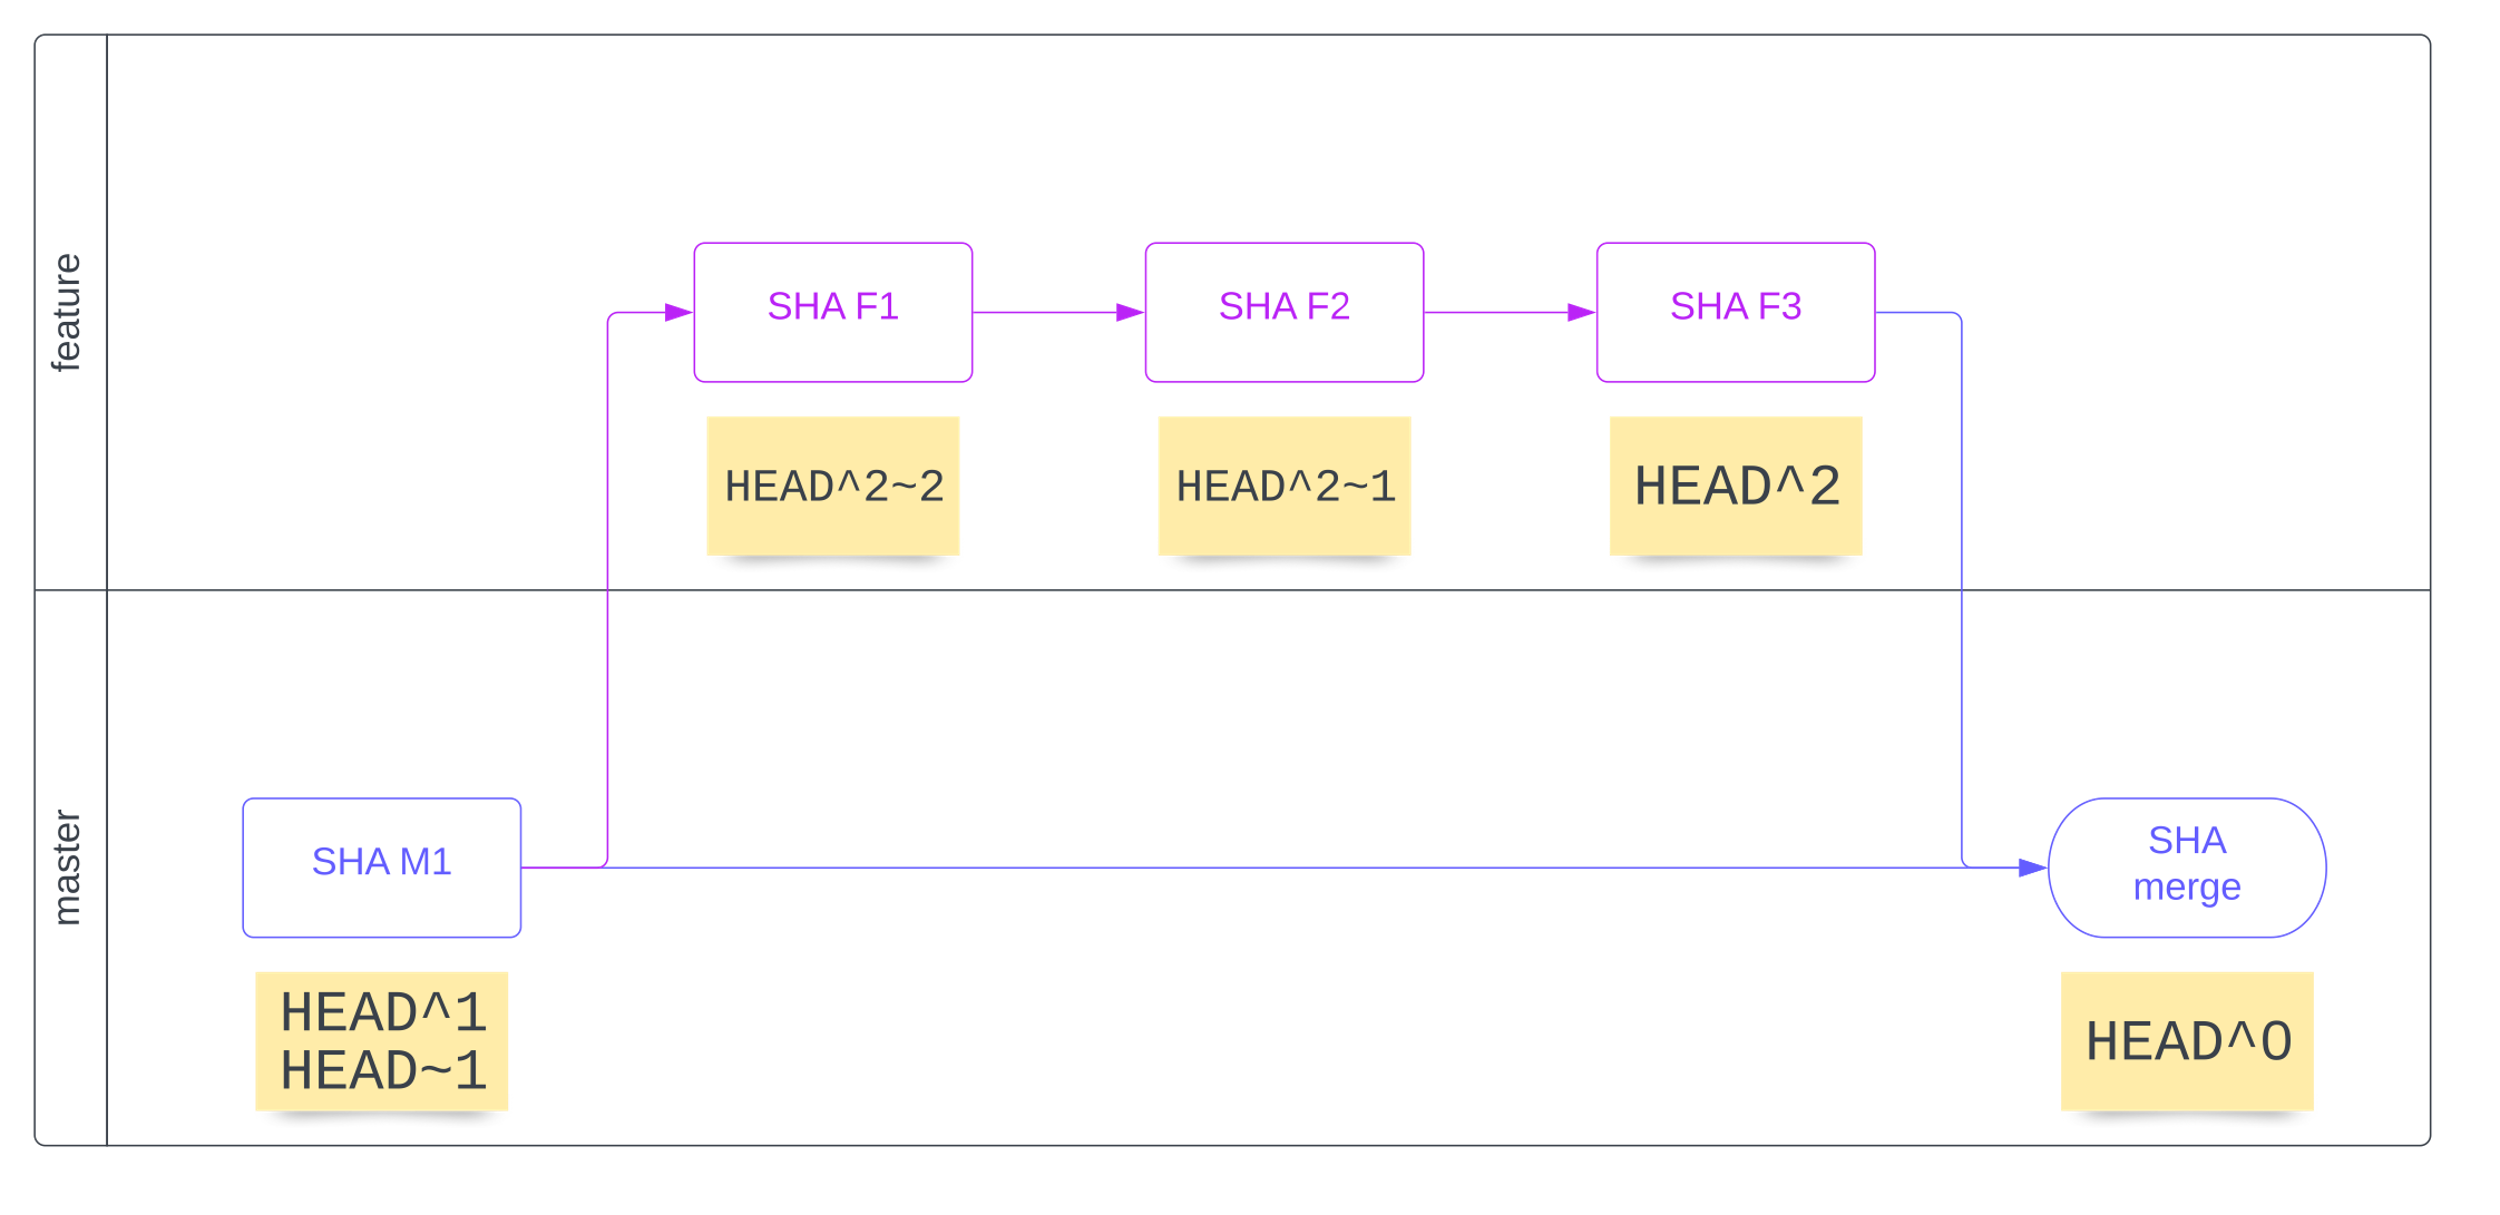 feature
SHA F1
SHA F2
SHA F3
HEAD^2~2
HEAD^2~1
HEAD^2
master
SHA M1
SHA
merge
HEAD^1
HEAD~1
HEAD^0